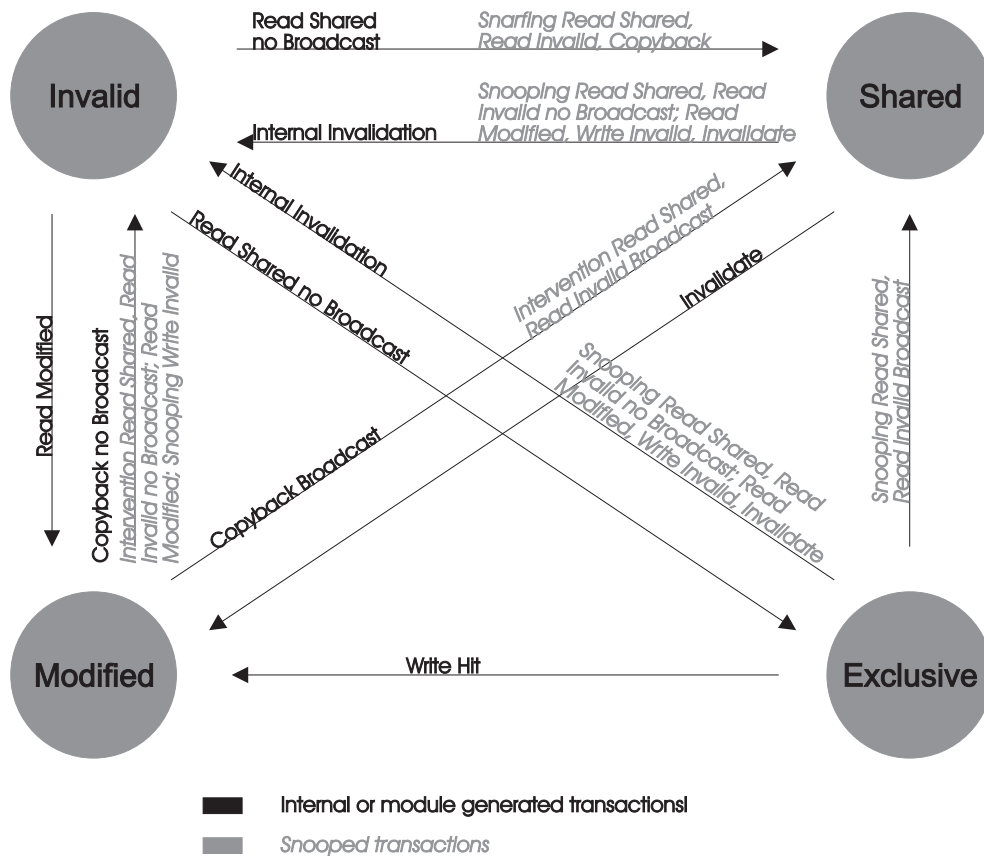 Read Shared
no Broadcast
Snarfing Read Shared,
Read Invalid, Copyback
Invalid
Shared
Snooping Read Shared, Read
Invalid no Broadcast; Read
Modified, Write Invalid, Invalidate
Internal Invalidation
Internal Invalidation
Read Shared no Broadcast
Intervention Read Shared,
Read Invalid Broadcast
Invalidate
Read Modified
Copyback no Broadcast
Intervention Read Shared, Read
Invalid no Broadcast; Read
Modified; Snooping Write Invalid
Copyback Broadcast
Snooping Read Shared, Read
Invalid no Broadcast; Read
Modified, Write Invalid, Invalidate
Snooping Read Shared,
Read Invalid Broadcast
Modified
Write Hit
Exclusive
Internal or module generated transactionsl
Snooped transactions